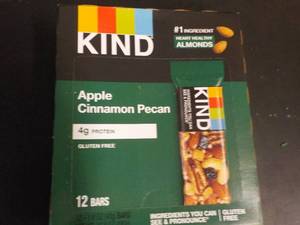 KIND
#1 INGREDIENT
HEART HEALTHY
ALMONDS
Apple
Cinnamon Pecan
4g PROTEIN
GLUTEN FREE
KIND
12 BARS
BARS
INGREDIENTS YOU CAN
SEE & PRONOUNCE®
GLUTEN
FREE